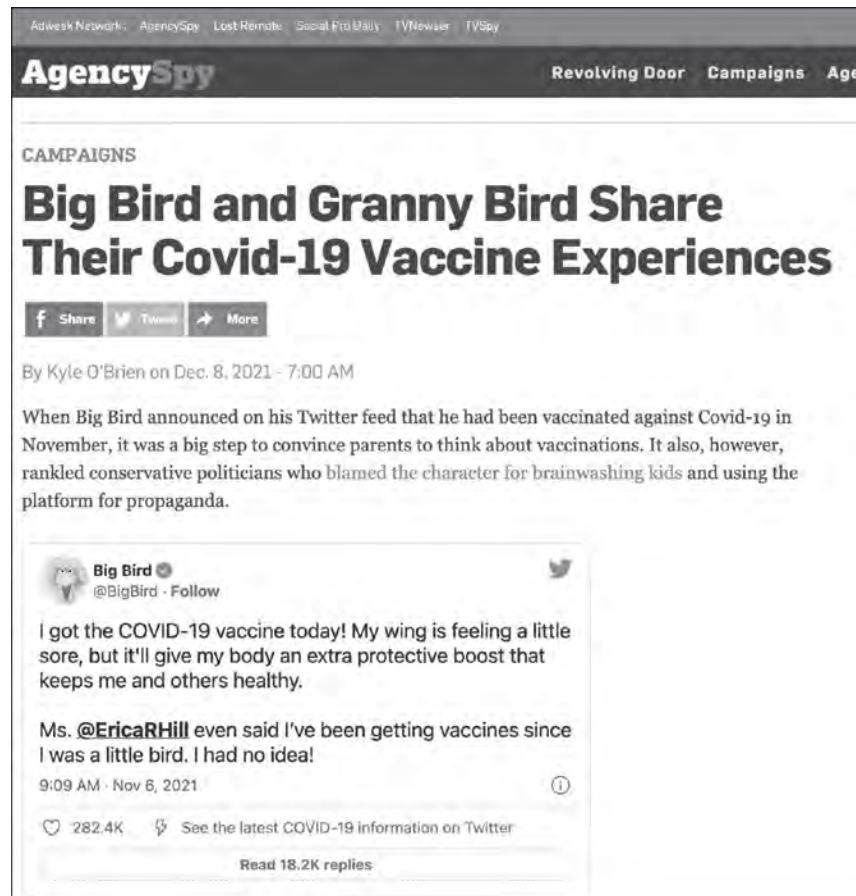 Adweek Network: AgencySpy Lost Remote Social Pro Daily TVNewser TVSpy
AgencySpy Revolving Door Campaigns Age
CAMPAIGNS
Big Bird and Granny Bird Share
Their Covid-19 Vaccine Experiences
Share Tweet More
By Kyle O'Brien on Dec. 8, 2021 - 7:00 AM
When Big Bird announced on his Twitter feed that he had been vaccinated against Covid-19 in
November, it was a big step to convince parents to think about vaccinations. It also, however,
rankled conservative politicians who blamed the character for brainwashing kids and using the
platform for propaganda.
Big Bird
@BigBird · Follow
I got the COVID-19 vaccine today! My wing is feeling a little
sore, but it'll give my body an extra protective boost that
keeps me and others healthy.
Ms. @EricaRHill even said I've been getting vaccines since
I was a little bird. I had no idea!
9:09 AM · Nov 6, 2021
282.4K See the latest COVID-19 information on Twitter
Read 18.2K replies